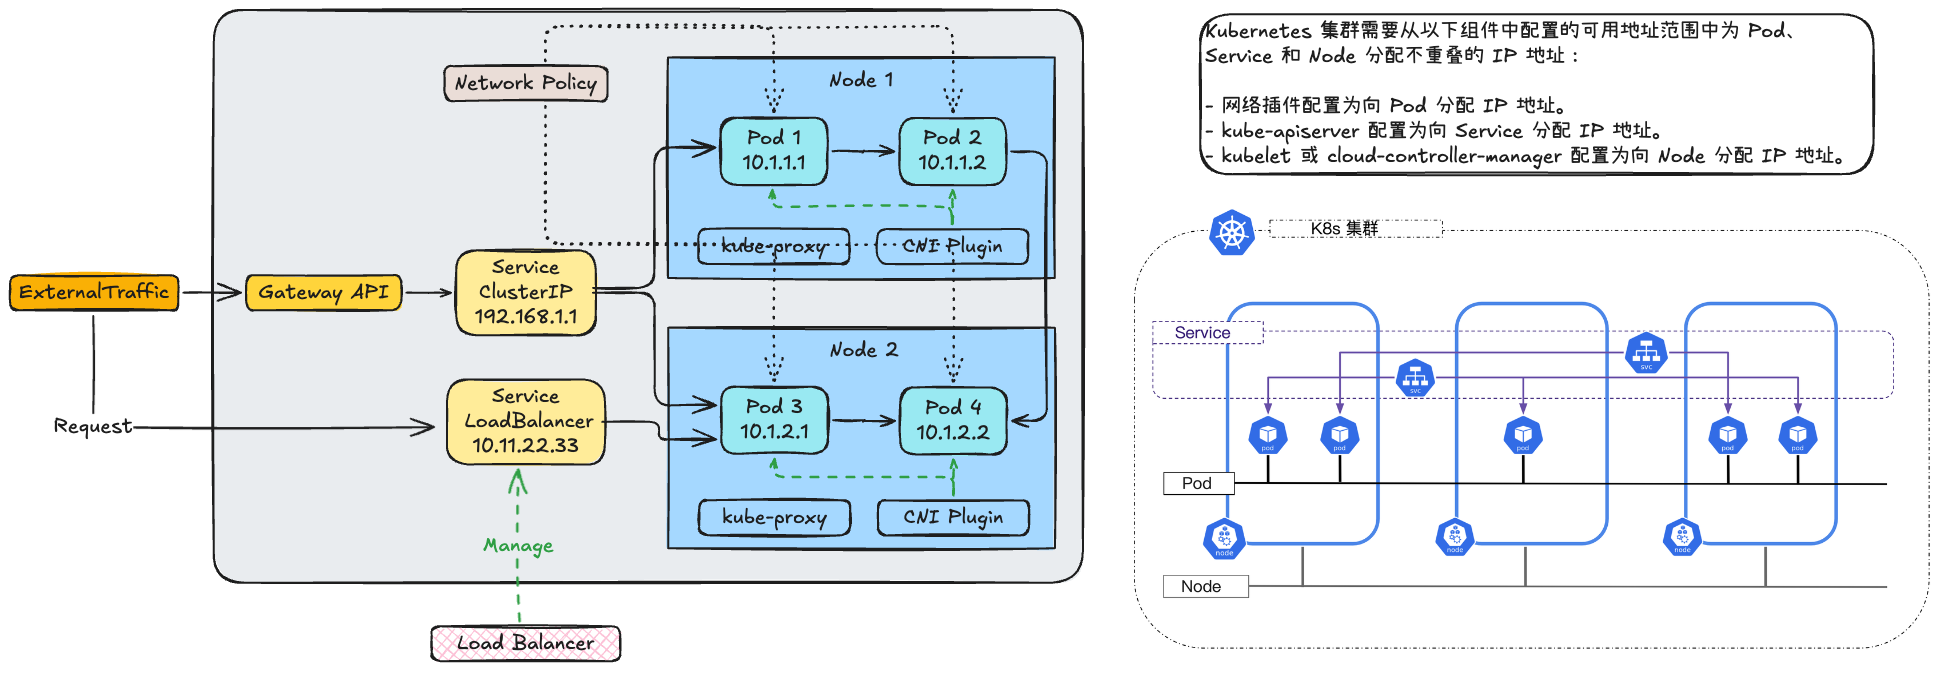 Network Policy
Node 1
Pod 1
10.1.1.1
Pod 2
10.1.1.2
kube-proxy
CNI Plugin
ExternalTraffic
Gateway API
Service
ClusterIP
192.168.1.1
Node 2
Pod 3
10.1.2.1
Pod 4
10.1.2.2
kube-proxy
CNI Plugin
Request
Service
LoadBalancer
10.11.22.33
Manage
Load Balancer
Kubernetes 集群需要从以下组件中配置的可用地址范围中为 Pod、
Service 和 Node 分配不重叠的 IP 地址：
- 网络插件配置为向 Pod 分配 IP 地址。
- kube-apiserver 配置为向 Service 分配 IP 地址。
- kubelet 或 cloud-controller-manager 配置为向 Node 分配 IP 地址。
K8s 集群
Service
svc
svc
pod
pod
pod
pod
pod
Pod
node
node
node
Node